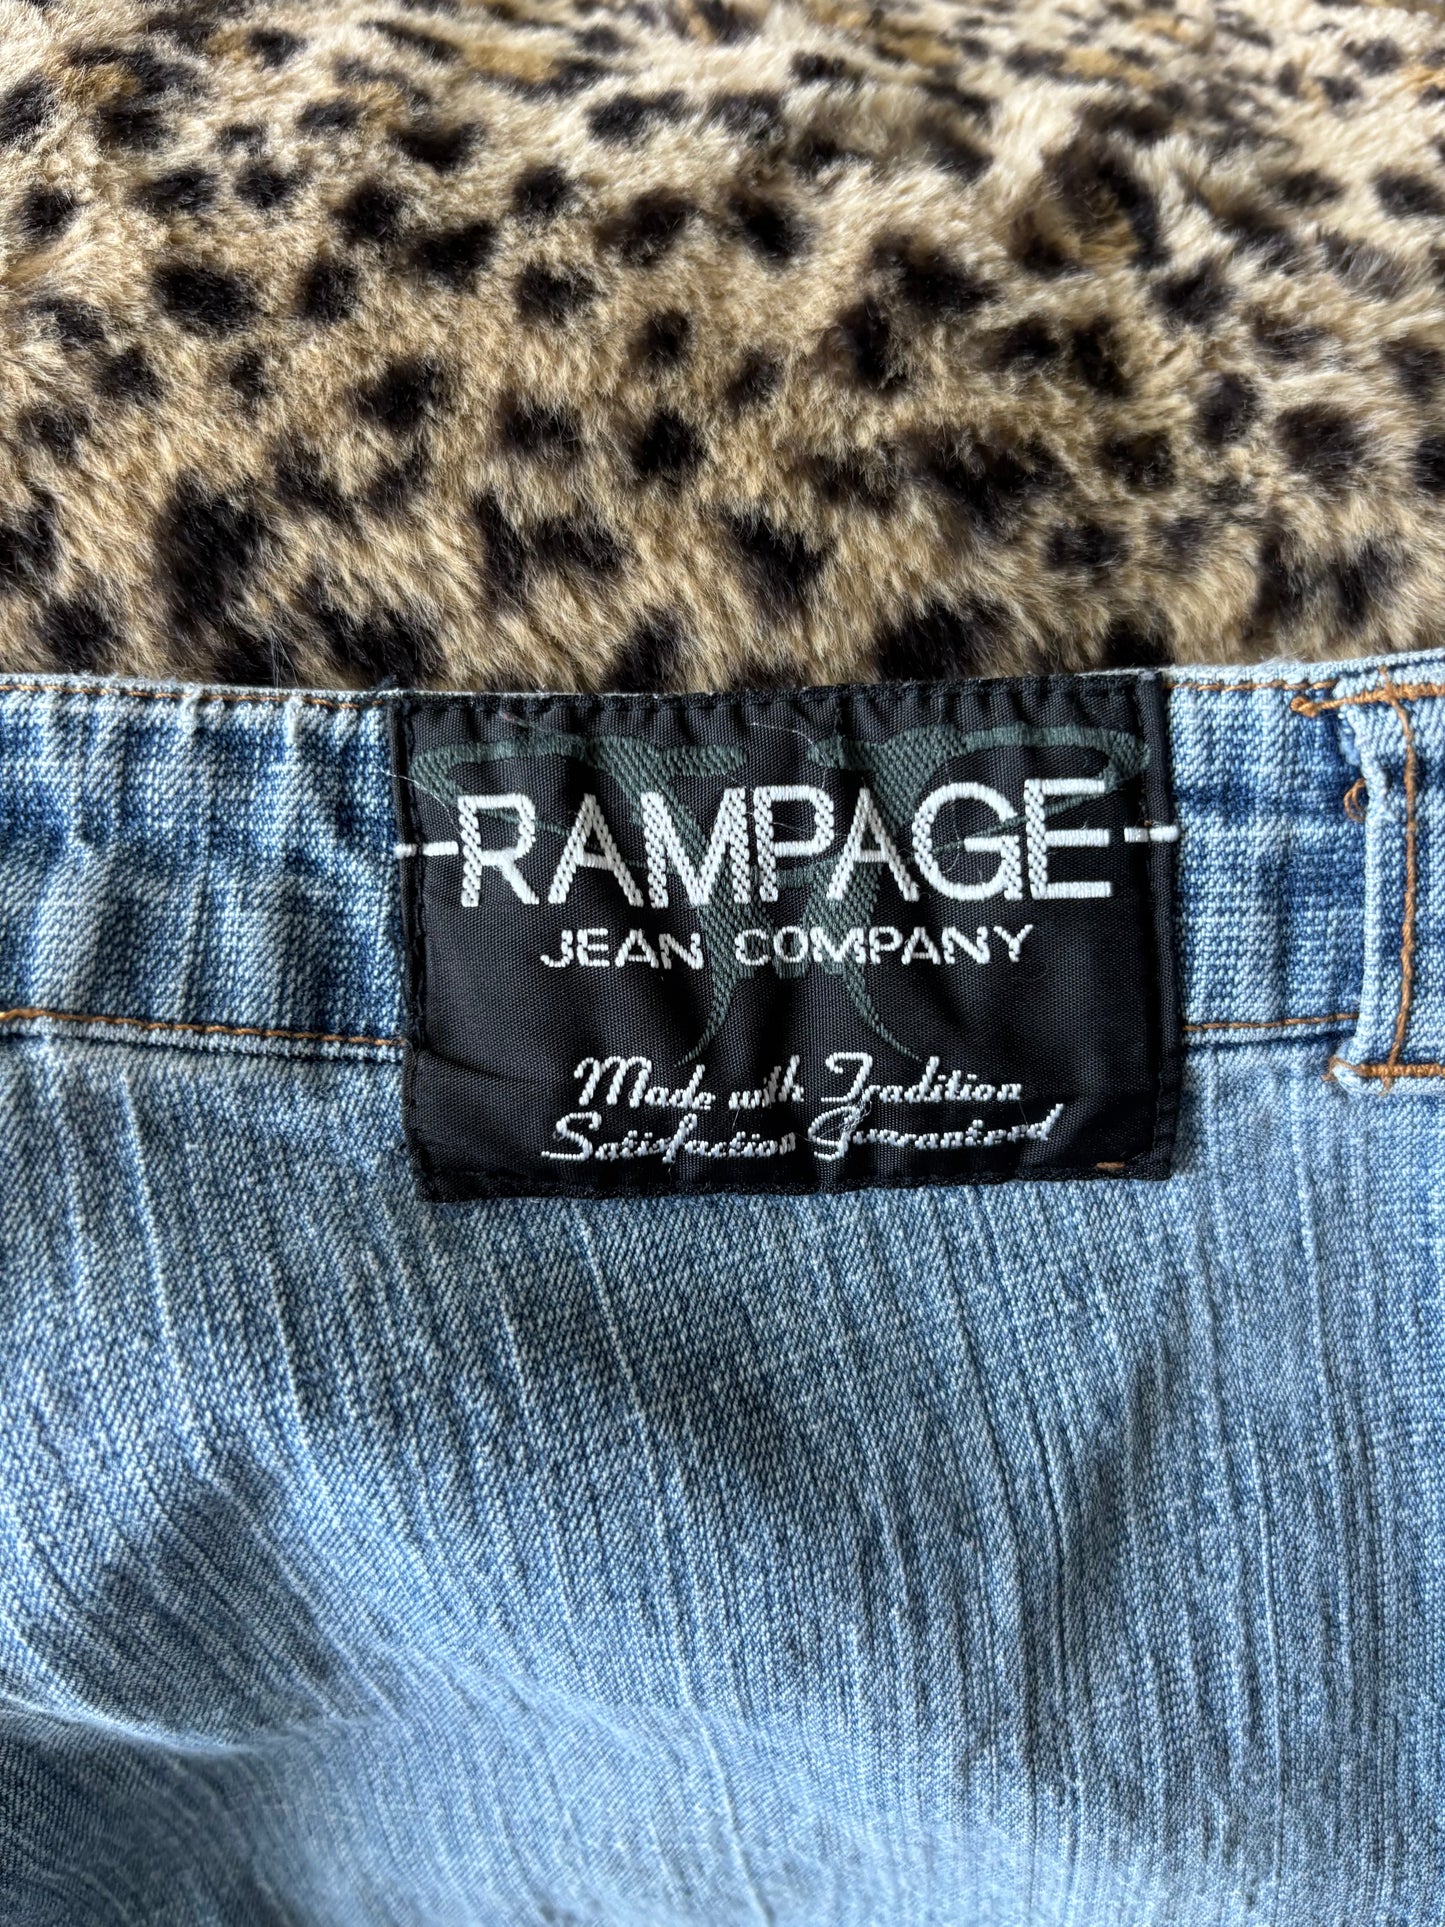 RAMPAGE
JEAN COMPANY
Made with Tradition
Satisfaction Guaranteed